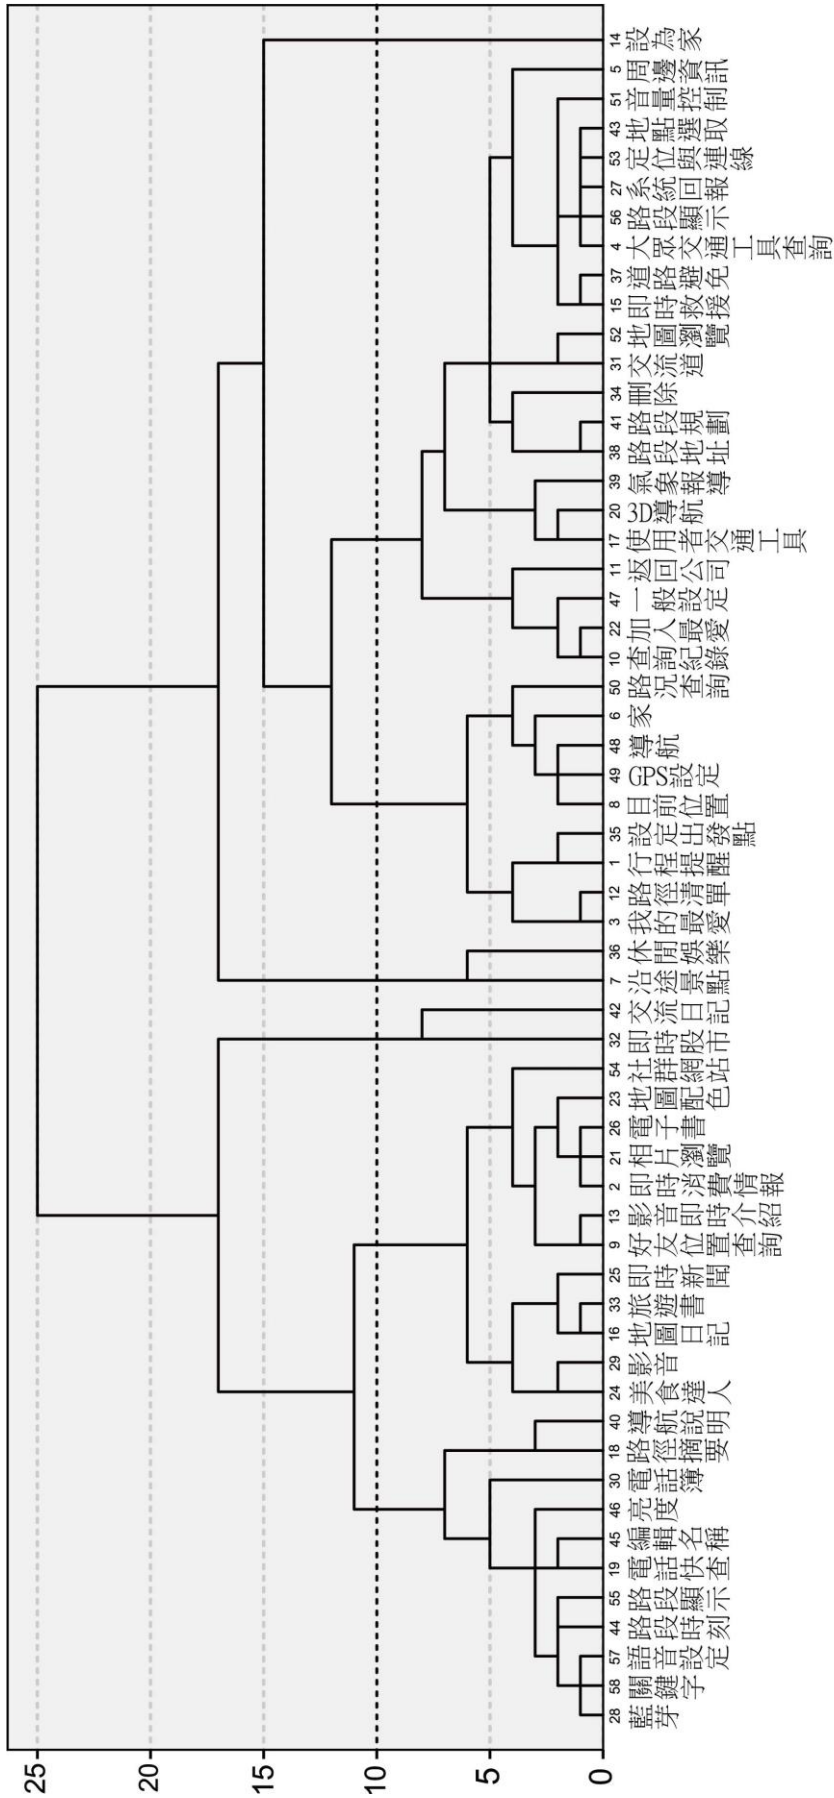 25
20
15
10
5
0
14 設為家
5 周邊資訊
51 音量控制
43 地點選取
53 定位與連線
27 系統回報
56 路段顯示
4 大眾交通工具查詢
37 道路避免
15 即時救援
52 地圖瀏覽
31 交流道
34 刪除
41 路段規劃
38 路段地址
39 氣象報導
20 3D導航
17 使用者交通工具
11 返回公司
47 一般設定
22 加入最愛
10 查詢紀錄
50 路況查詢
6 家
48 導航
49 GPS設定
8 目前位置
35 設定出發點
1 行程提醒
12 路徑清單
3 我的最愛
36 休閒娛樂
7 沿途景點
42 交流日記
32 即時股市
54 社群網站
23 地圖配色
26 電子書
21 相片瀏覽
2 即時消費情報
13 影音即時介紹
9 好友位置查詢
25 即時新聞
33 旅遊書
16 地圖日記
29 影音
24 美食達人
40 導航說明
18 路徑摘要
30 電話簿
46 亮度
45 編輯名稱
19 電話快查
55 路段顯示
44 路段時刻
57 語音設定
58 關鍵字
28 藍芽